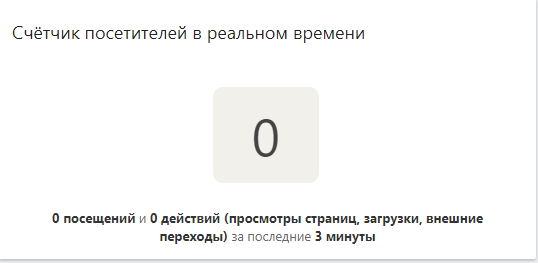 Счётчик посетителей в реальном времени
0
0 посещений и 0 действий (просмотры страниц, загрузки, внешние
переходы) за последние 3 минуты